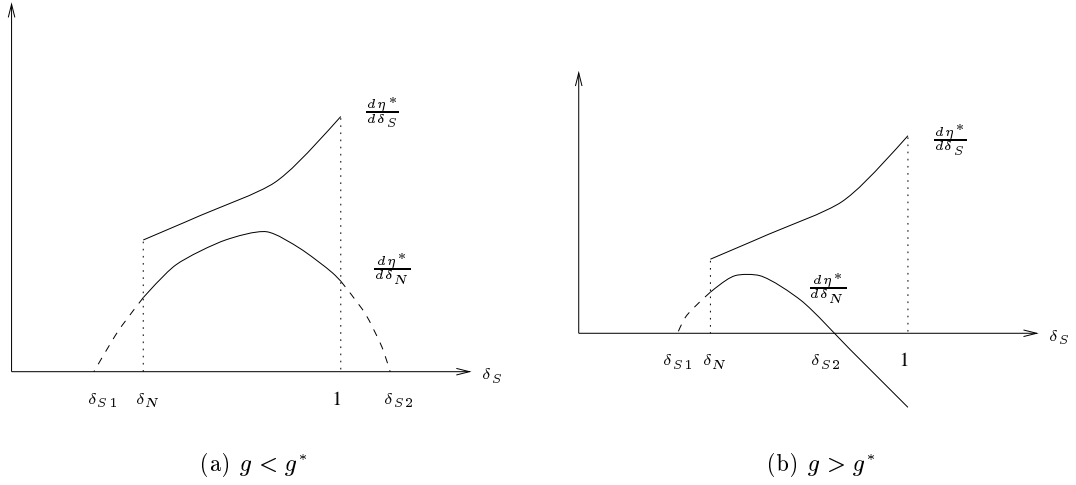 dη*/dδ_S
dη*/dδ_N
δ_S
δ_S1 δ_N 1 δ_S2
(a) g < g*
dη*/dδ_S
dη*/dδ_N
δ_S
δ_S1 δ_N δ_S2 1
(b) g > g*